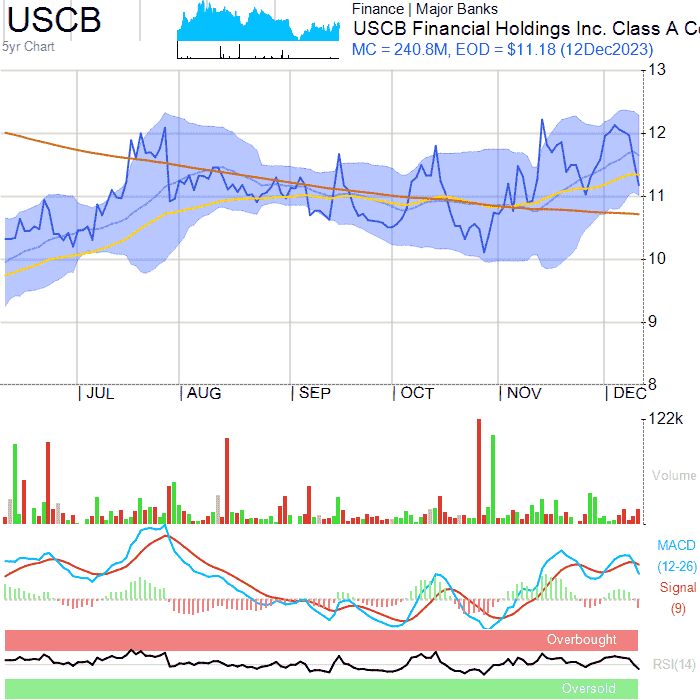 USCB
5yr Chart
Finance | Major Banks
USCB Financial Holdings Inc. Class A Co
MC = 240.8M, EOD = $11.18 (12Dec2023)
13
12
11
10
9
8
| JUL | AUG | SEP | OCT | NOV | DEC
122k
Volume
MACD
(12-26)
Signal
(9)
Overbought
RSI(14)
Oversold